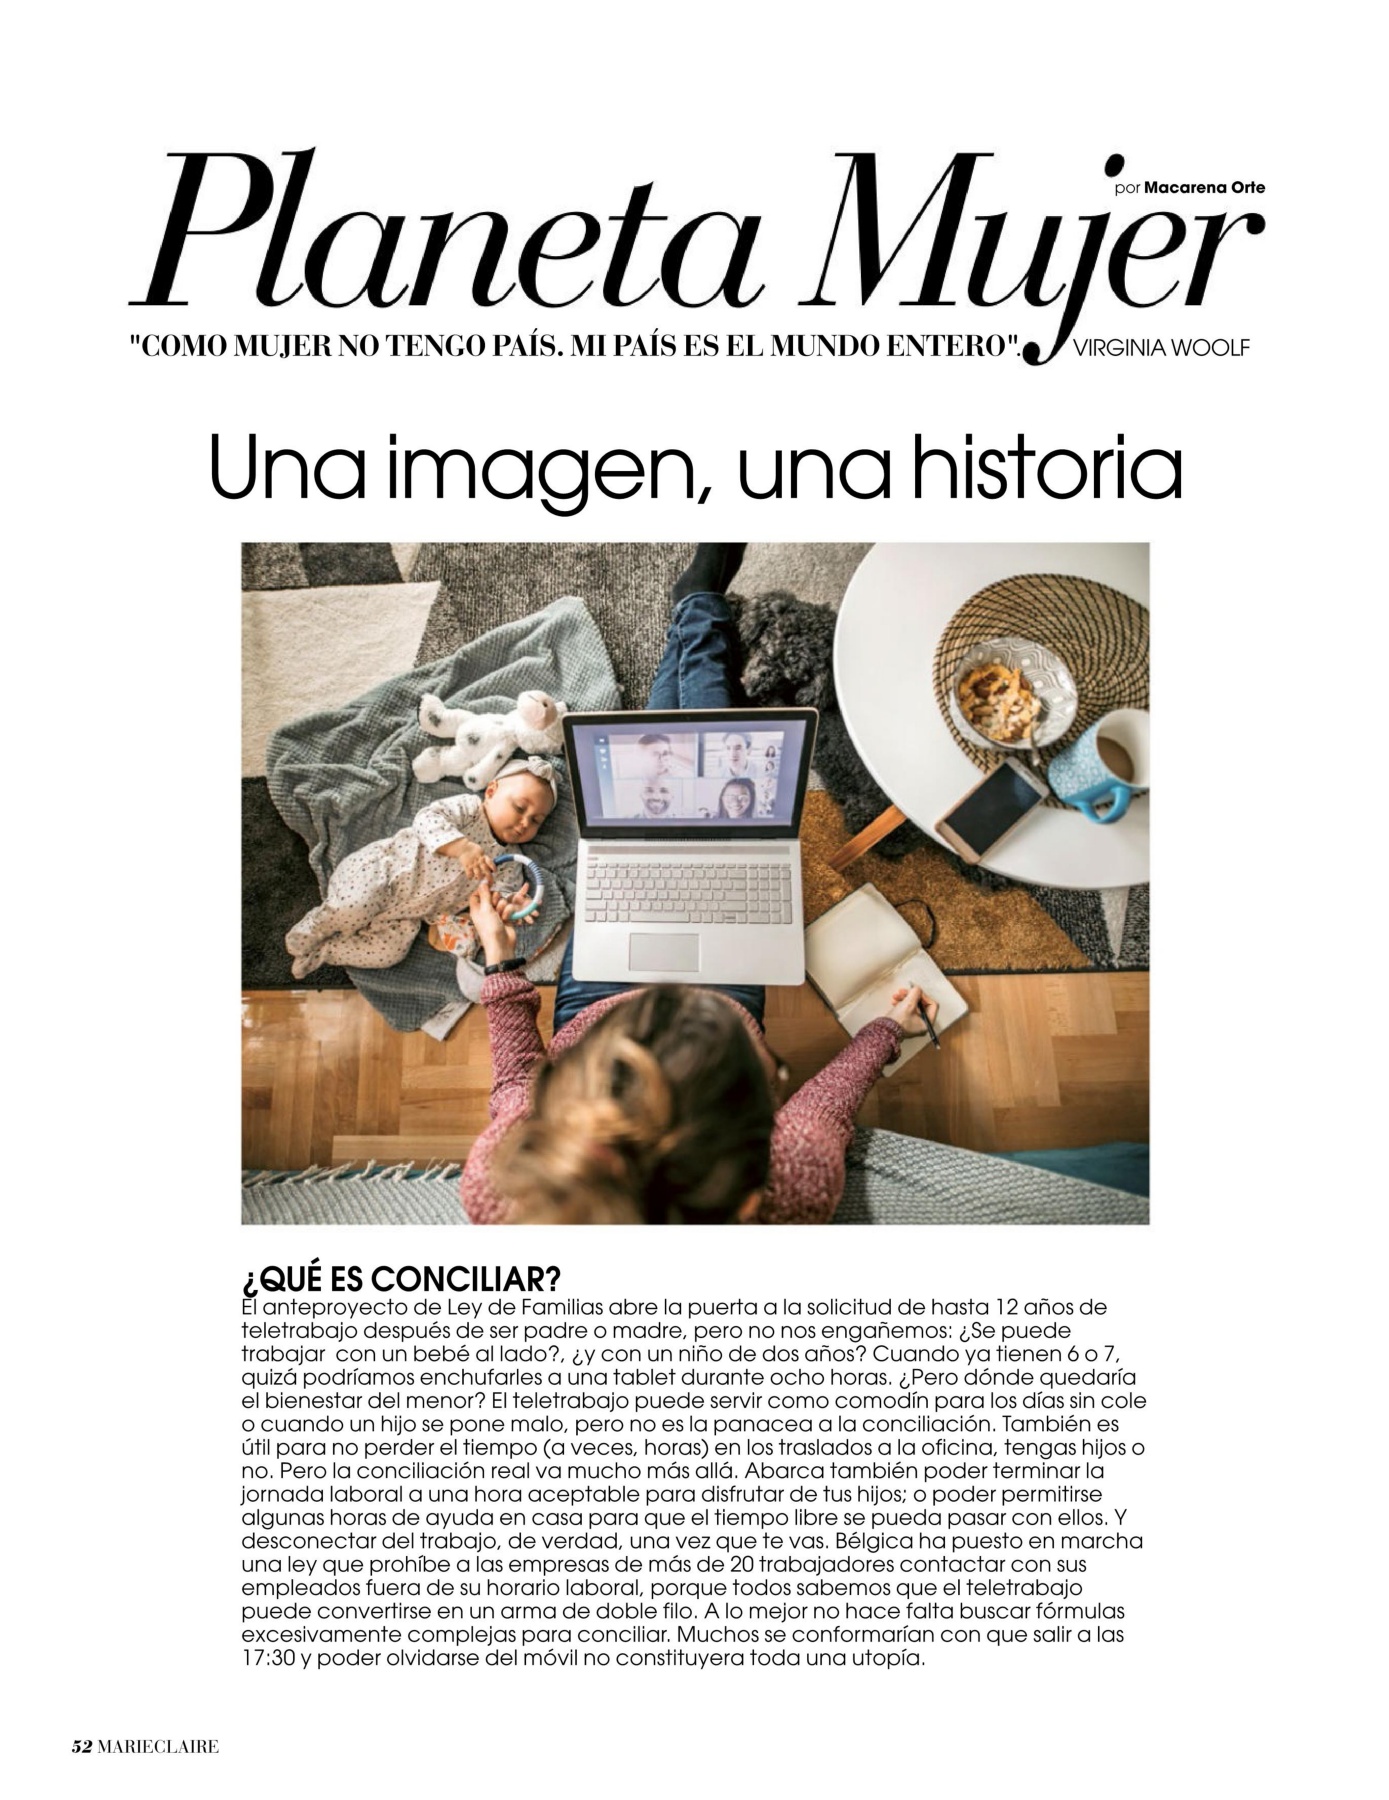 Planeta Mujer
por Macarena Orte
"COMO MUJER NO TENGO PAÍS. MI PAÍS ES EL MUNDO ENTERO". VIRGINIA WOOLF
Una imagen, una historia
¿QUÉ ES CONCILIAR?
El anteproyecto de Ley de Familias abre la puerta a la solicitud de hasta 12 años de
teletrabajo después de ser padre o madre, pero no nos engañemos: ¿Se puede
trabajar con un bebé al lado?, ¿y con un niño de dos años? Cuando ya tienen 6 o 7,
quizá podríamos enchufarles a una tablet durante ocho horas. ¿Pero dónde quedaría
el bienestar del menor? El teletrabajo puede servir como comodín para los días sin cole
o cuando un hijo se pone malo, pero no es la panacea a la conciliación. También es
útil para no perder el tiempo (a veces, horas) en los traslados a la oficina, tengas hijos o
no. Pero la conciliación real va mucho más allá. Abarca también poder terminar la
jornada laboral a una hora aceptable para disfrutar de tus hijos; o poder permitirse
algunas horas de ayuda en casa para que el tiempo libre se pueda pasar con ellos. Y
desconectar del trabajo, de verdad, una vez que te vas. Bélgica ha puesto en marcha
una ley que prohíbe a las empresas de más de 20 trabajadores contactar con sus
empleados fuera de su horario laboral, porque todos sabemos que el teletrabajo
puede convertirse en un arma de doble filo. A lo mejor no hace falta buscar fórmulas
excesivamente complejas para conciliar. Muchos se conformarían con que salir a las
17:30 y poder olvidarse del móvil no constituyera toda una utopía.
52 MARIECLAIRE